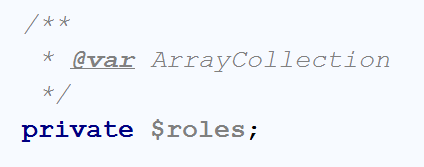 /**
 * @var ArrayCollection
 */
private $roles;